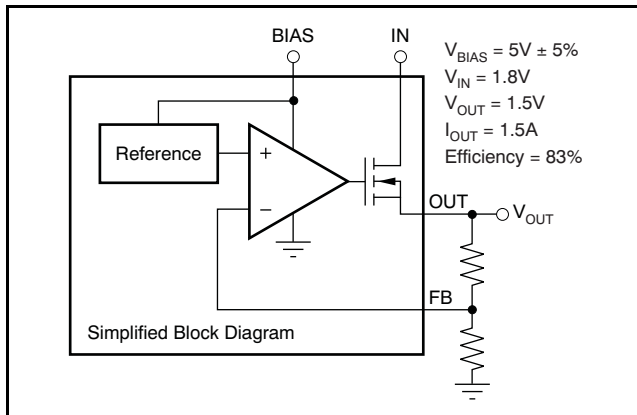 BIAS
IN
V_BIAS = 5V ± 5%
V_IN = 1.8V
V_OUT = 1.5V
I_OUT = 1.5A
Efficiency = 83%
Reference
+
−
OUT
V_OUT
FB
Simplified Block Diagram